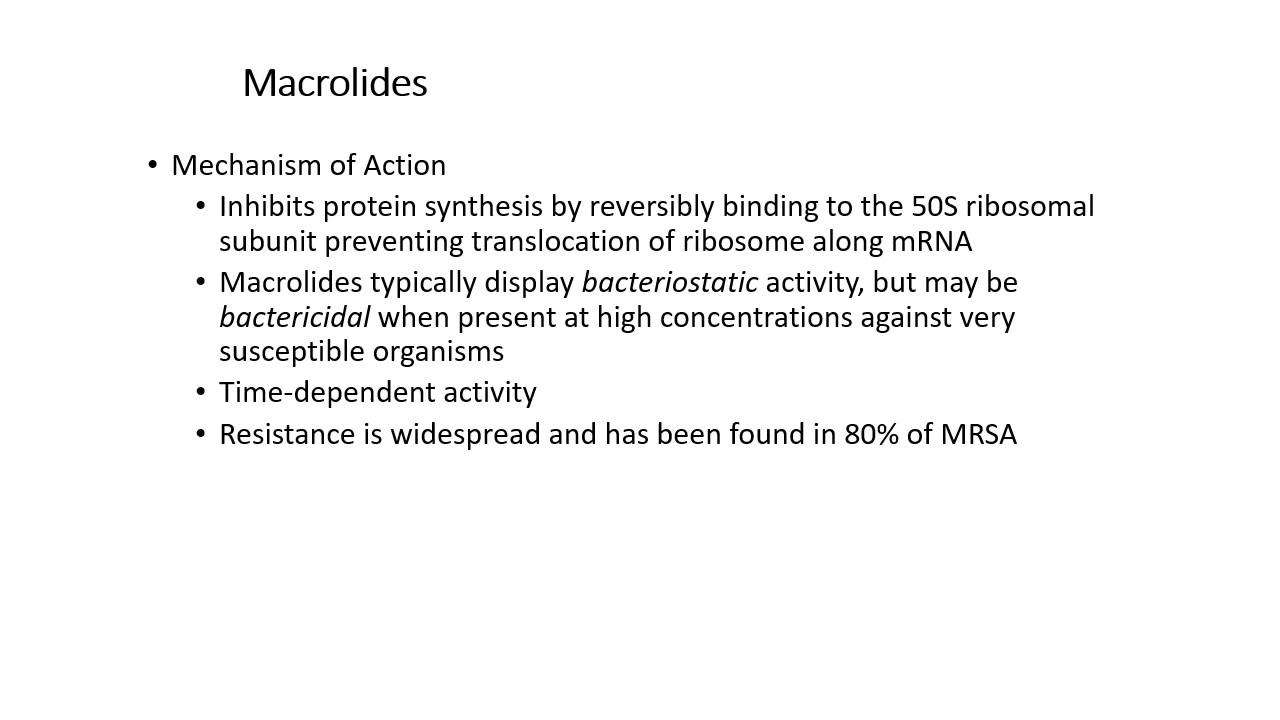 Macrolides
• Mechanism of Action
• Inhibits protein synthesis by reversibly binding to the 50S ribosomal
subunit preventing translocation of ribosome along mRNA
• Macrolides typically display bacteriostatic activity, but may be
bactericidal when present at high concentrations against very
susceptible organisms
• Time-dependent activity
• Resistance is widespread and has been found in 80% of MRSA